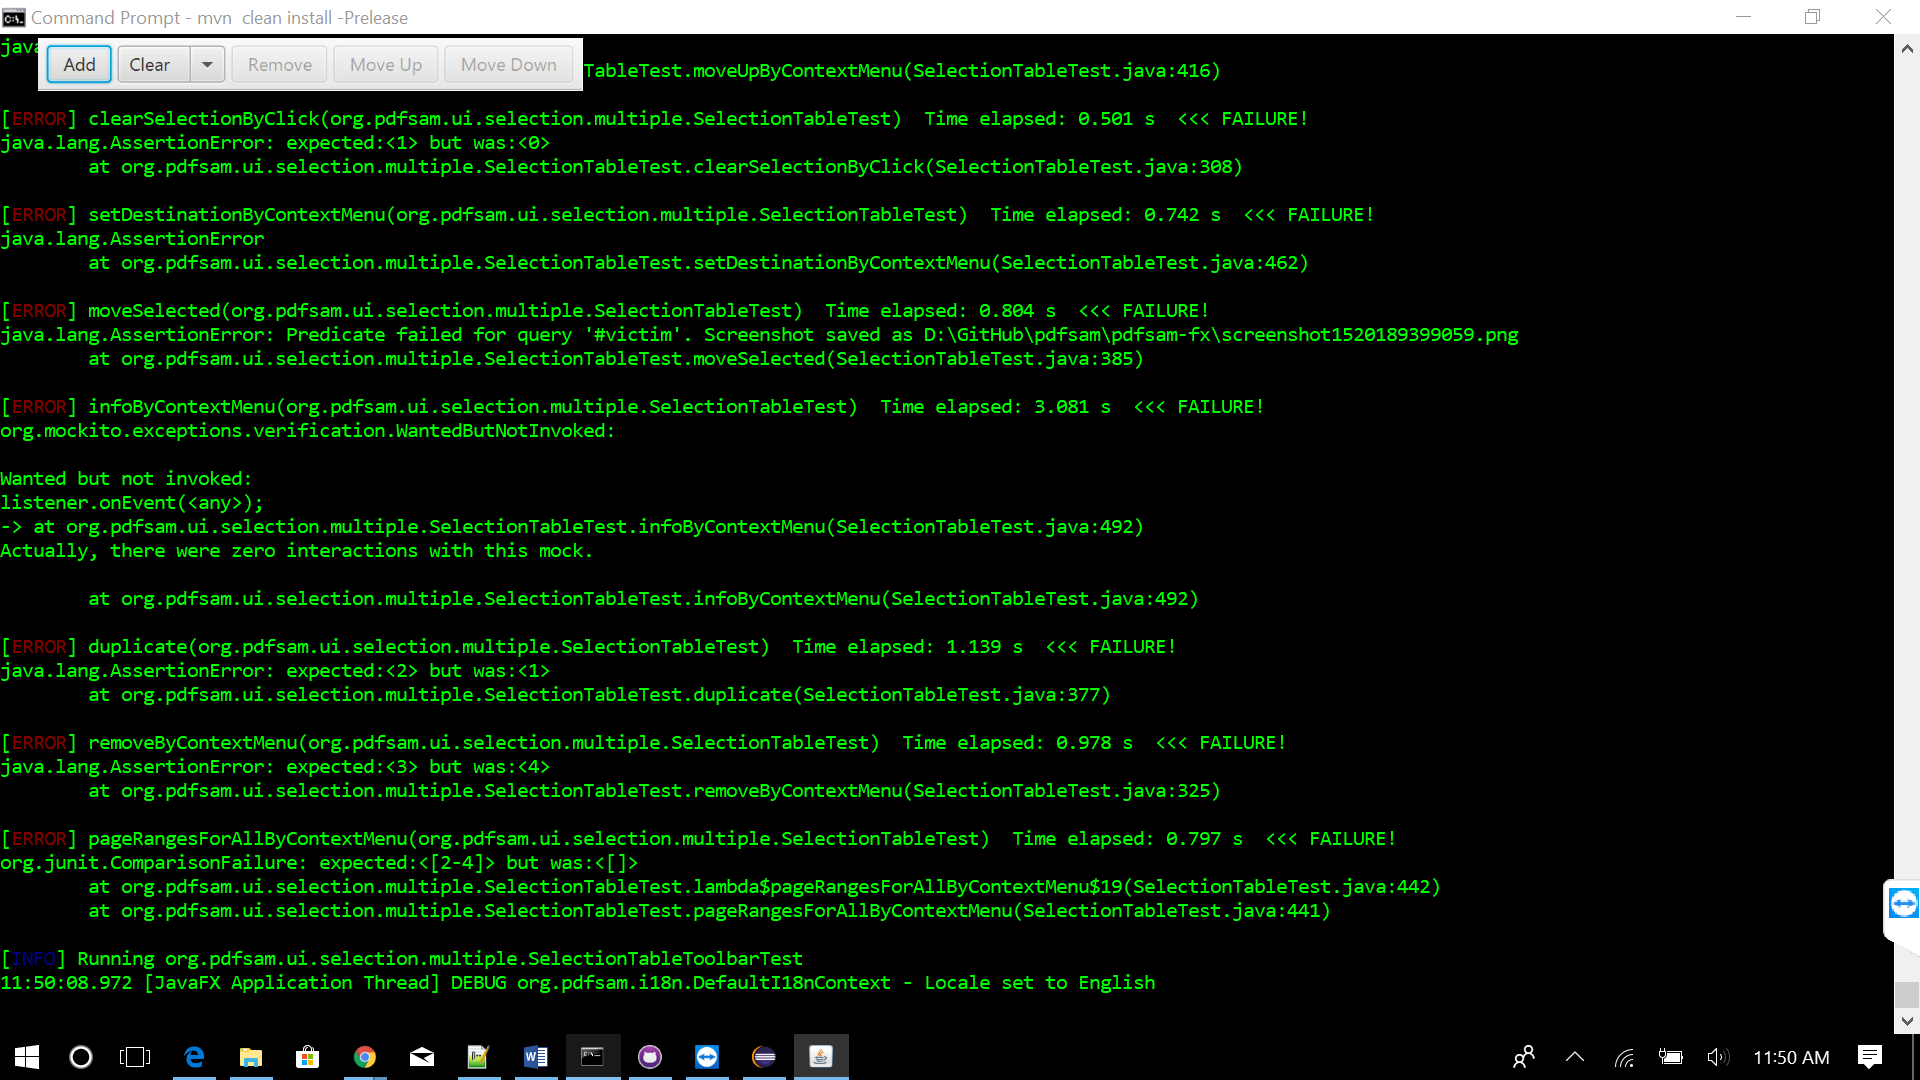 Command Prompt - mvn  clean install -Prelease
java
Add Clear Remove Move Up Move Down
TableTest.moveUpByContextMenu(SelectionTableTest.java:416)
[ERROR] clearSelectionByClick(org.pdfsam.ui.selection.multiple.SelectionTableTest)  Time elapsed: 0.501 s  <<< FAILURE!
java.lang.AssertionError: expected:<1> but was:<0>
at org.pdfsam.ui.selection.multiple.SelectionTableTest.clearSelectionByClick(SelectionTableTest.java:308)
[ERROR] setDestinationByContextMenu(org.pdfsam.ui.selection.multiple.SelectionTableTest)  Time elapsed: 0.742 s  <<< FAILURE!
java.lang.AssertionError
at org.pdfsam.ui.selection.multiple.SelectionTableTest.setDestinationByContextMenu(SelectionTableTest.java:462)
[ERROR] moveSelected(org.pdfsam.ui.selection.multiple.SelectionTableTest)  Time elapsed: 0.804 s  <<< FAILURE!
java.lang.AssertionError: Predicate failed for query '#victim'. Screenshot saved as D:\GitHub\pdfsam\pdfsam-fx\screenshot1520189399059.png
at org.pdfsam.ui.selection.multiple.SelectionTableTest.moveSelected(SelectionTableTest.java:385)
[ERROR] infoByContextMenu(org.pdfsam.ui.selection.multiple.SelectionTableTest)  Time elapsed: 3.081 s  <<< FAILURE!
org.mockito.exceptions.verification.WantedButNotInvoked:
Wanted but not invoked:
listener.onEvent(<any>);
-> at org.pdfsam.ui.selection.multiple.SelectionTableTest.infoByContextMenu(SelectionTableTest.java:492)
Actually, there were zero interactions with this mock.
at org.pdfsam.ui.selection.multiple.SelectionTableTest.infoByContextMenu(SelectionTableTest.java:492)
[ERROR] duplicate(org.pdfsam.ui.selection.multiple.SelectionTableTest)  Time elapsed: 1.139 s  <<< FAILURE!
java.lang.AssertionError: expected:<2> but was:<1>
at org.pdfsam.ui.selection.multiple.SelectionTableTest.duplicate(SelectionTableTest.java:377)
[ERROR] removeByContextMenu(org.pdfsam.ui.selection.multiple.SelectionTableTest)  Time elapsed: 0.978 s  <<< FAILURE!
java.lang.AssertionError: expected:<3> but was:<4>
at org.pdfsam.ui.selection.multiple.SelectionTableTest.removeByContextMenu(SelectionTableTest.java:325)
[ERROR] pageRangesForAllByContextMenu(org.pdfsam.ui.selection.multiple.SelectionTableTest)  Time elapsed: 0.797 s  <<< FAILURE!
org.junit.ComparisonFailure: expected:<[2-4]> but was:<[]>
at org.pdfsam.ui.selection.multiple.SelectionTableTest.lambda$pageRangesForAllByContextMenu$19(SelectionTableTest.java:442)
at org.pdfsam.ui.selection.multiple.SelectionTableTest.pageRangesForAllByContextMenu(SelectionTableTest.java:441)
[INFO] Running org.pdfsam.ui.selection.multiple.SelectionTableToolbarTest
11:50:08.972 [JavaFX Application Thread] DEBUG org.pdfsam.i18n.DefaultI18nContext - Locale set to English
11:50 AM